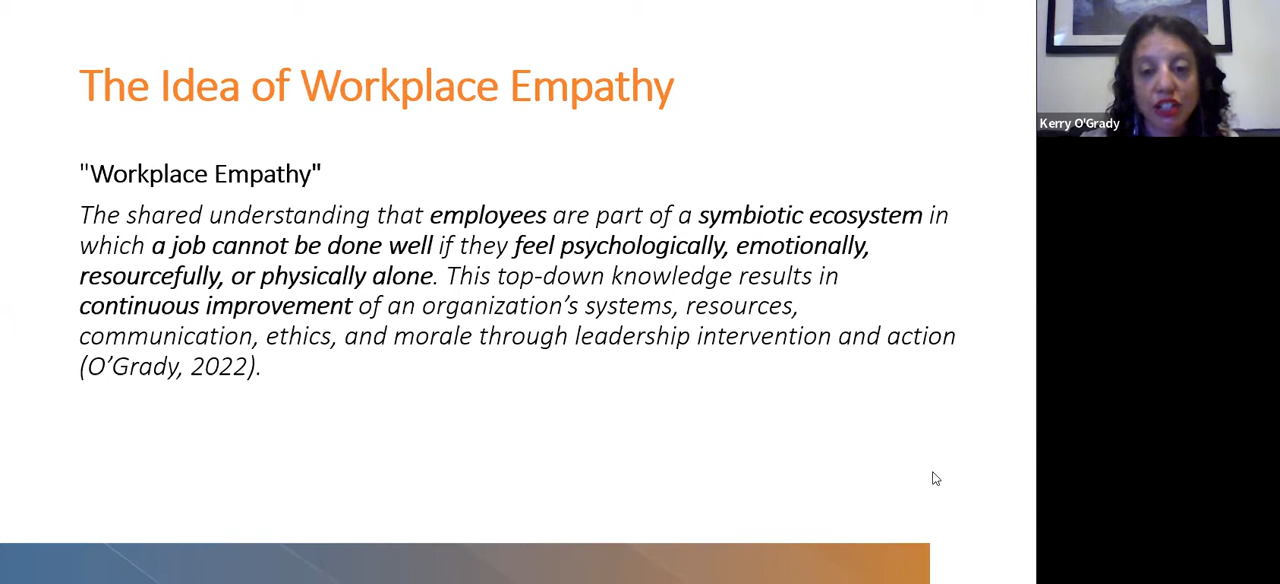 The Idea of Workplace Empathy
"Workplace Empathy"
The shared understanding that employees are part of a symbiotic ecosystem in
which a job cannot be done well if they feel psychologically, emotionally,
resourcefully, or physically alone. This top-down knowledge results in
continuous improvement of an organization's systems, resources,
communication, ethics, and morale through leadership intervention and action
(O'Grady, 2022).
Kerry O'Grady